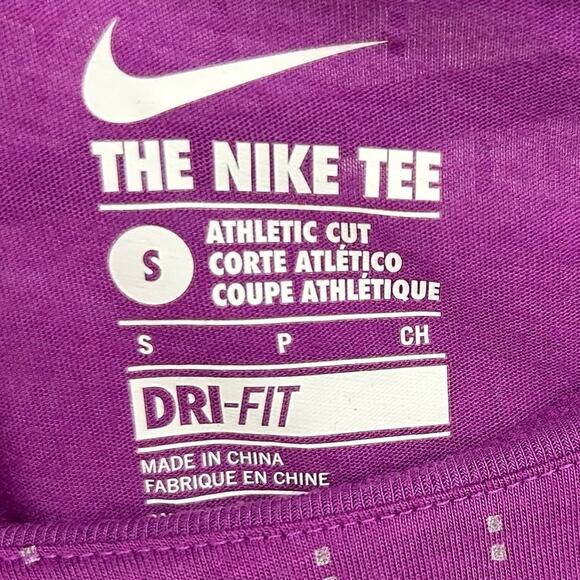 THE NIKE TEE
S
ATHLETIC CUT
CORTE ATLÉTICO
COUPE ATHLÉTIQUE
S P CH
DRI-FIT
MADE IN CHINA
FABRIQUE EN CHINE